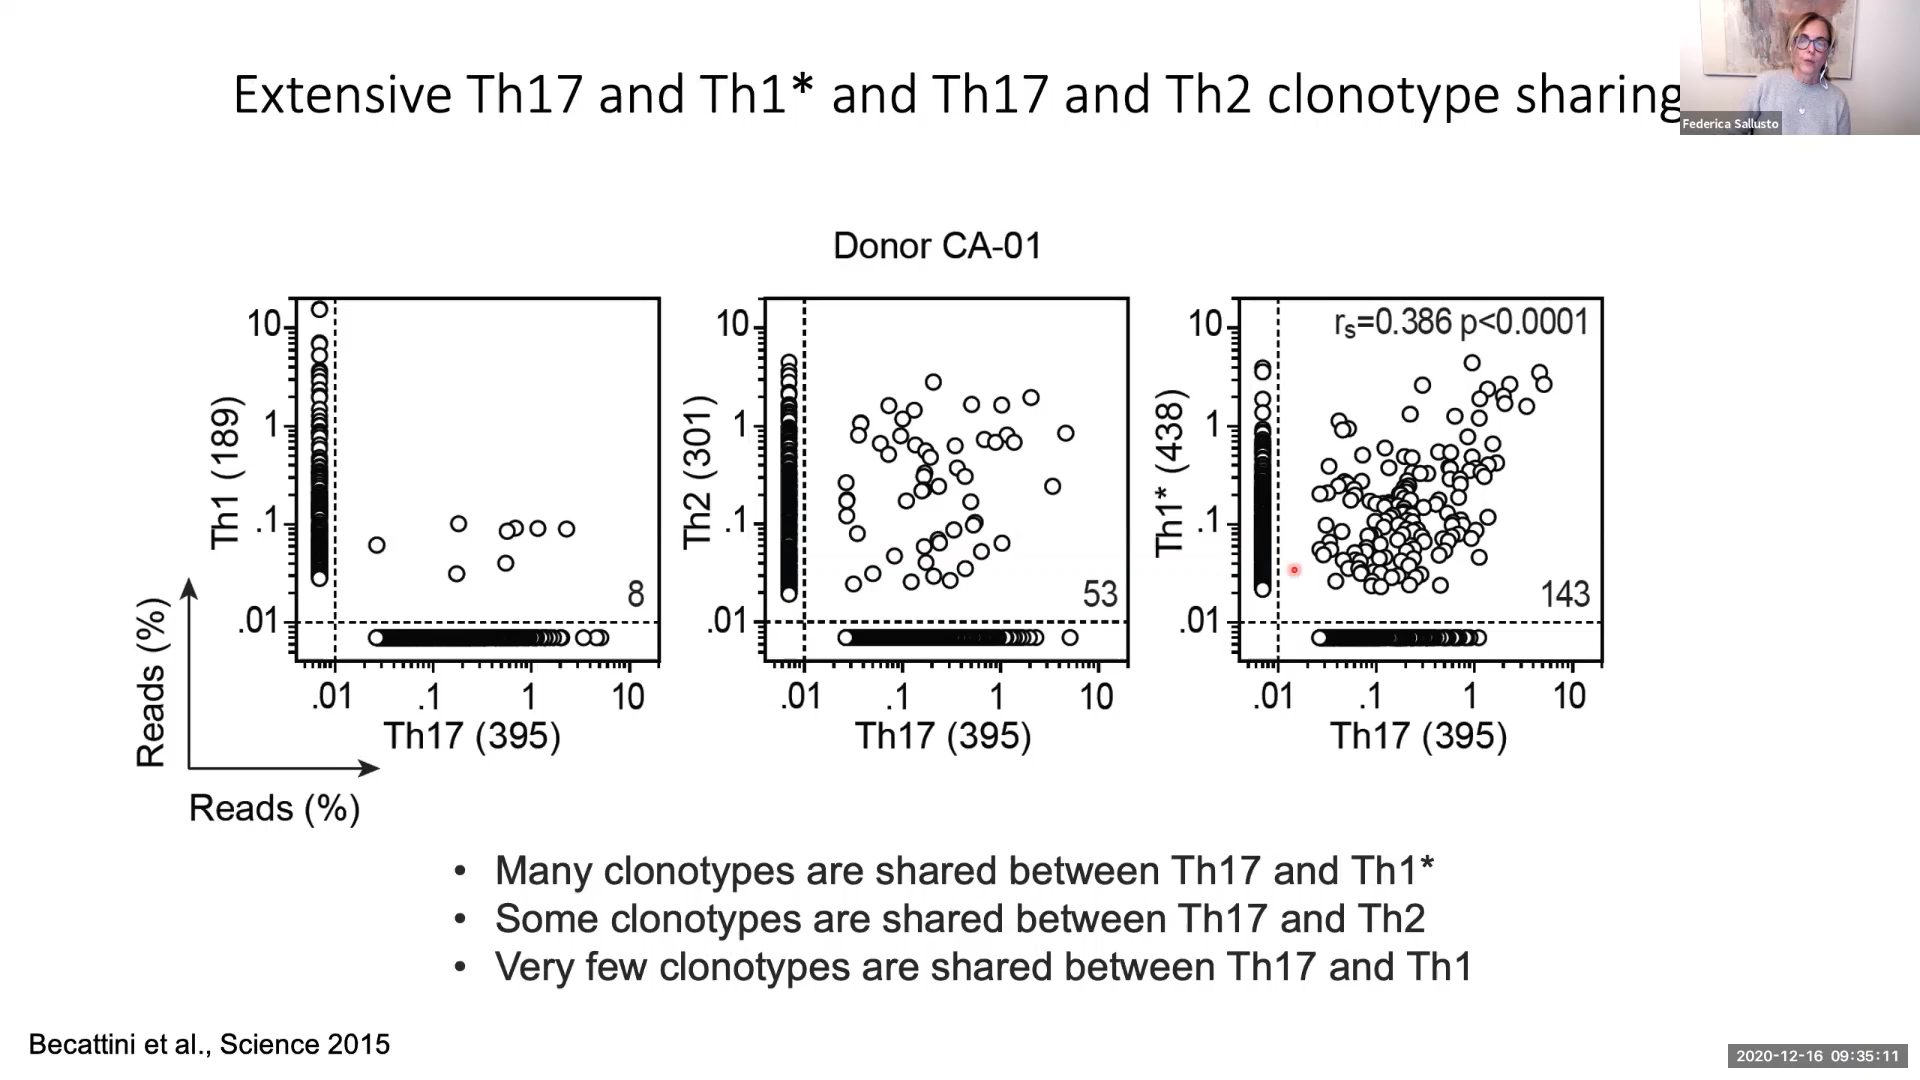 Extensive Th17 and Th1* and Th17 and Th2 clonotype sharing
Federica Sallusto
Donor CA-01
Th1 (189)
10
1
.1
.01
8
.01 .1 1 10
Th17 (395)
Th2 (301)
10
1
.1
.01
53
.01 .1 1 10
Th17 (395)
Th1* (438)
10
1
.1
.01
rs=0.386 p<0.0001
143
.01 .1 1 10
Th17 (395)
Reads (%)
Reads (%)
• Many clonotypes are shared between Th17 and Th1*
• Some clonotypes are shared between Th17 and Th2
• Very few clonotypes are shared between Th17 and Th1
Becattini et al., Science 2015
2020-12-16 09:35:11